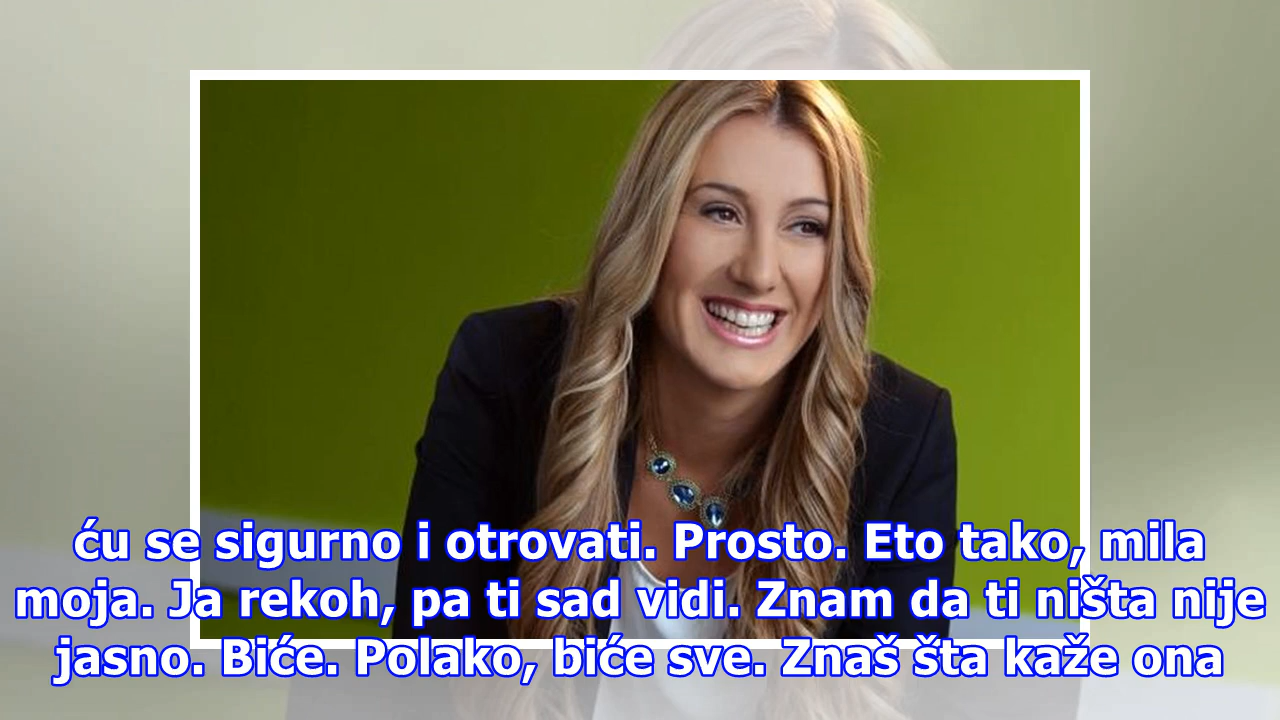 ću se sigurno i otrovati. Prosto. Eto tako, mila
moja. Ja rekoh, pa ti sad vidi. Znam da ti ništa nije
jasno. Biće. Polako, biće sve. Znaš šta kaže ona